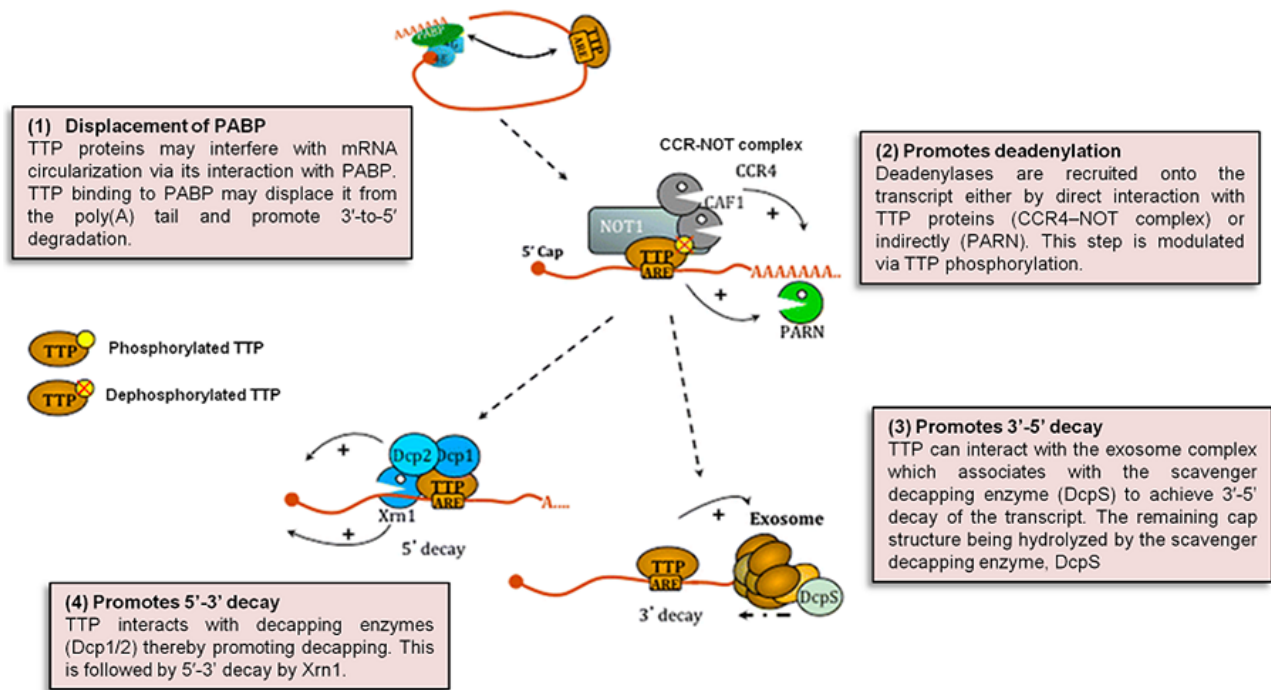 AAAAAAA
PABP
4G
4E
TTP
ARE
(1) Displacement of PABP
TTP proteins may interfere with mRNA
circularization via its interaction with PABP.
TTP binding to PABP may displace it from
the poly(A) tail and promote 3'-to-5'
degradation.
CCR-NOT complex
CCR4
CAF1
+
NOT1
5' Cap
TTP
ARE
AAAAAAA..
+
PARN
(2) Promotes deadenylation
Deadenylases are recruited onto the
transcript either by direct interaction with
TTP proteins (CCR4–NOT complex) or
indirectly (PARN). This step is modulated
via TTP phosphorylation.
TTP
Phosphorylated TTP
TTP
Dephosphorylated TTP
+
Dcp2
Dcp1
TTP
ARE
Xrn1
A....
+
5' decay
+
Exosome
TTP
ARE
DcpS
3' decay
(3) Promotes 3'-5' decay
TTP can interact with the exosome complex
which associates with the scavenger
decapping enzyme (DcpS) to achieve 3'-5'
decay of the transcript. The remaining cap
structure being hydrolyzed by the scavenger
decapping enzyme, DcpS
(4) Promotes 5'-3' decay
TTP interacts with decapping enzymes
(Dcp1/2) thereby promoting decapping. This
is followed by 5'-3' decay by Xrn1.